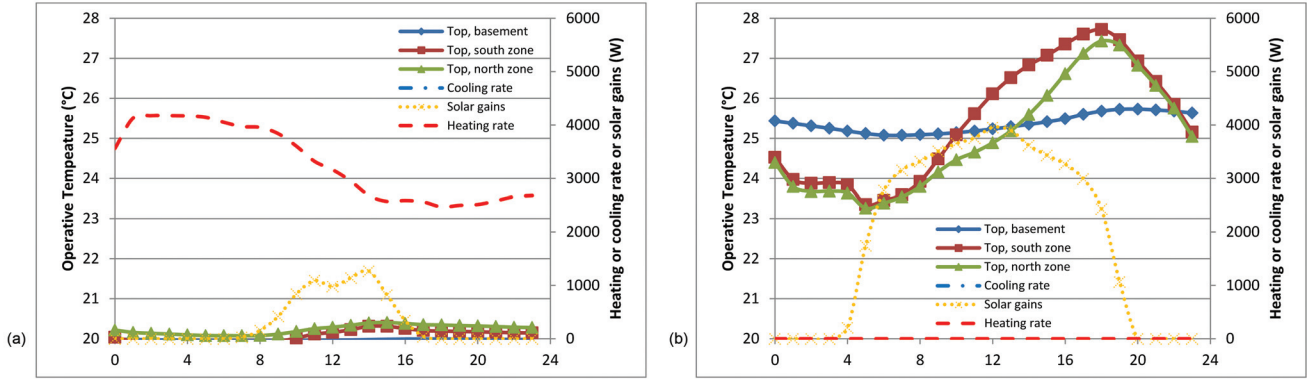 (a)
Operative Tempeature (°C)
28
27
26
25
24
23
22
21
20
0
4
8
12
16
20
24
6000
5000
4000
3000
2000
1000
0
Heating or cooling rate or solar gains (W)
Top, basement
Top, south zone
Top, north zone
Cooling rate
Solar gains
Heating rate
(b)
Operative Tempeature (°C)
28
27
26
25
24
23
22
21
20
0
4
8
12
16
20
24
6000
5000
4000
3000
2000
1000
0
Heating or cooling rate or solar gains (W)
Top, basement
Top, south zone
Top, north zone
Cooling rate
Solar gains
Heating rate